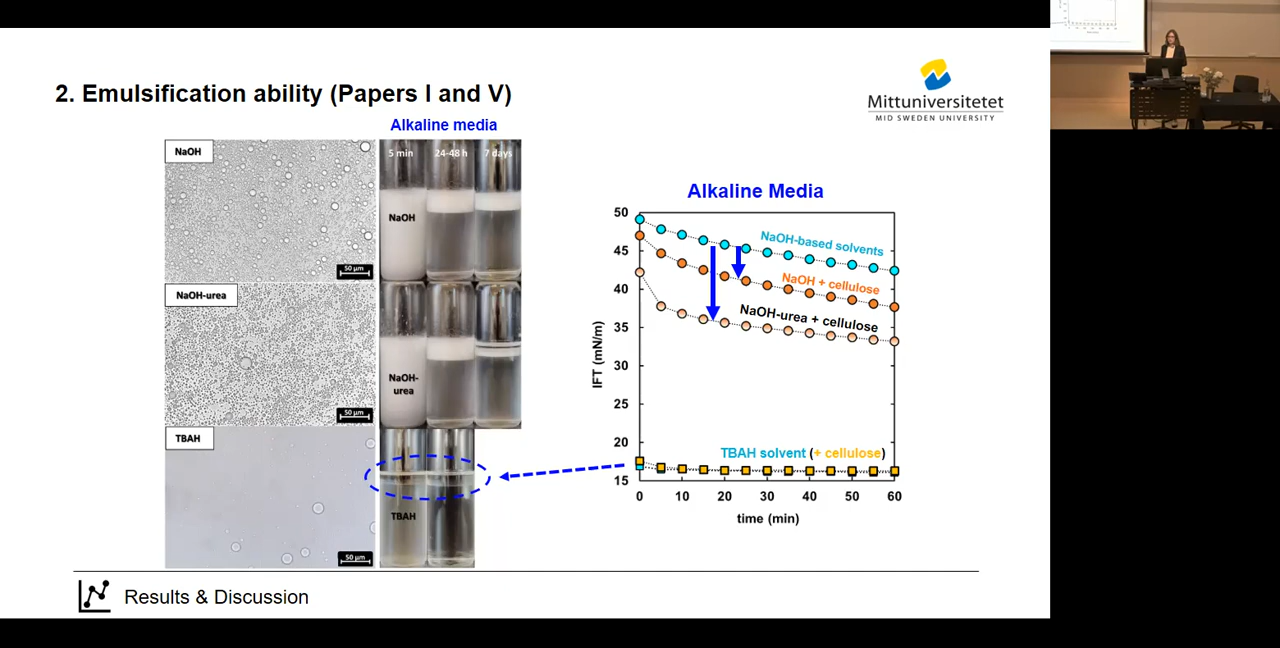 2. Emulsification ability (Papers I and V)
Mittuniversitetet
MID SWEDEN UNIVERSITY
Alkaline media
NaOH
50 µm
5 min
24-48 h
7 days
NaOH
NaOH-urea
50 µm
NaOH-
urea
TBAH
50 µm
TBAH
Alkaline Media
50
45
40
35
30
25
20
15
IFT (mN/m)
NaOH-based solvents
NaOH + cellulose
NaOH-urea + cellulose
TBAH solvent (+ cellulose)
0
10
20
30
40
50
60
time (min)
Results & Discussion